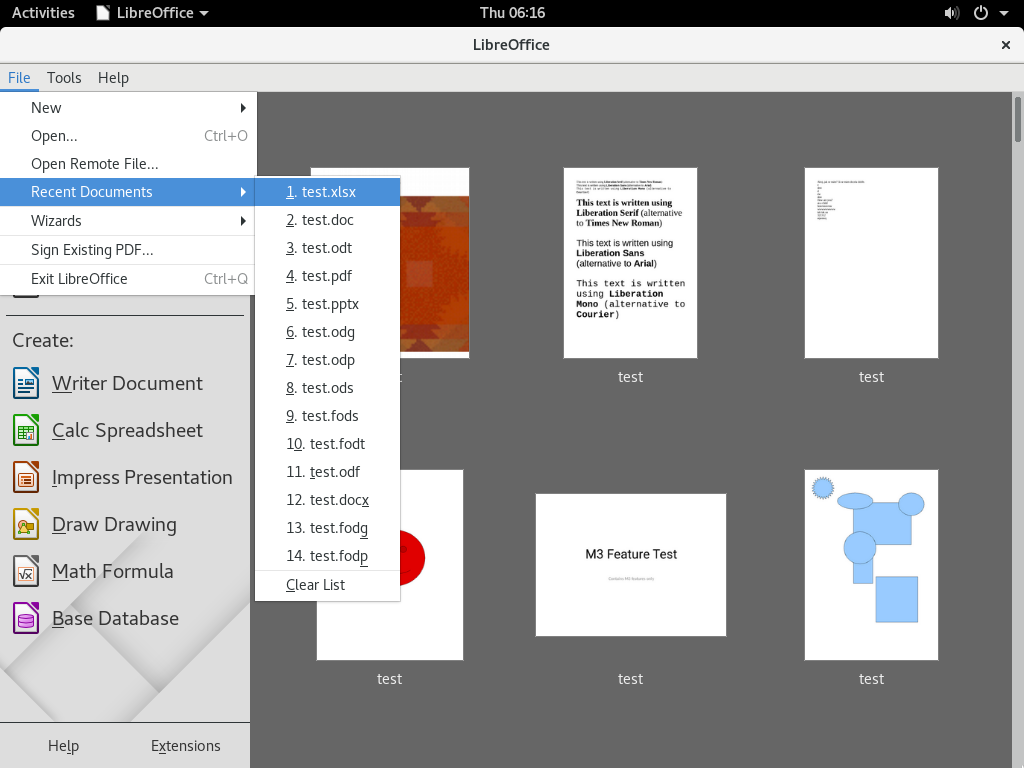 Activities LibreOffice Thu 06:16
LibreOffice
File Tools Help
New
Open... Ctrl+O
Open Remote File...
Recent Documents
Wizards
Sign Existing PDF...
Exit LibreOffice Ctrl+Q
1. test.xlsx
2. test.doc
3. test.odt
4. test.pdf
5. test.pptx
6. test.odg
7. test.odp
8. test.ods
9. test.fods
10. test.fodt
11. test.odf
12. test.docx
13. test.fodg
14. test.fodp
Clear List
Create:
Writer Document
Calc Spreadsheet
Impress Presentation
Draw Drawing
Math Formula
Base Database
Help Extensions
This text is written using
Liberation Serif (alternative
to Times New Roman)
This text is written using
Liberation Sans
(alternative to Arial)
This text is written
using Liberation
Mono (alternative to
Courier)
test
test
M3 Feature Test
Contains M3 features only
test
test
test